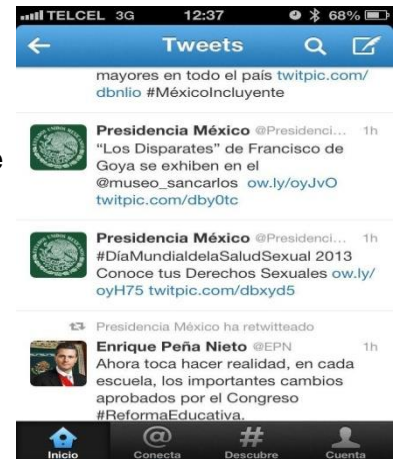 TELCEL 3G 12:37 68%
Tweets
mayores en todo el país twitpic.com/
dbnlio #MéxicoIncluyente
Presidencia México @Presidenci... 1h
“Los Disparates” de Francisco de
Goya se exhiben en el
@museo_sancarlos ow.ly/oyJvO
twitpic.com/dby0tc
Presidencia México @Presidenci... 1h
#DíaMundialdelaSaludSexual 2013
Conoce tus Derechos Sexuales ow.ly/
oyH75 twitpic.com/dbxyd5
Presidencia México ha retwitteado
Enrique Peña Nieto @EPN 1h
Ahora toca hacer realidad, en cada
escuela, los importantes cambios
aprobados por el Congreso
#ReformaEducativa.
Inicio Conecta Descubre Cuenta